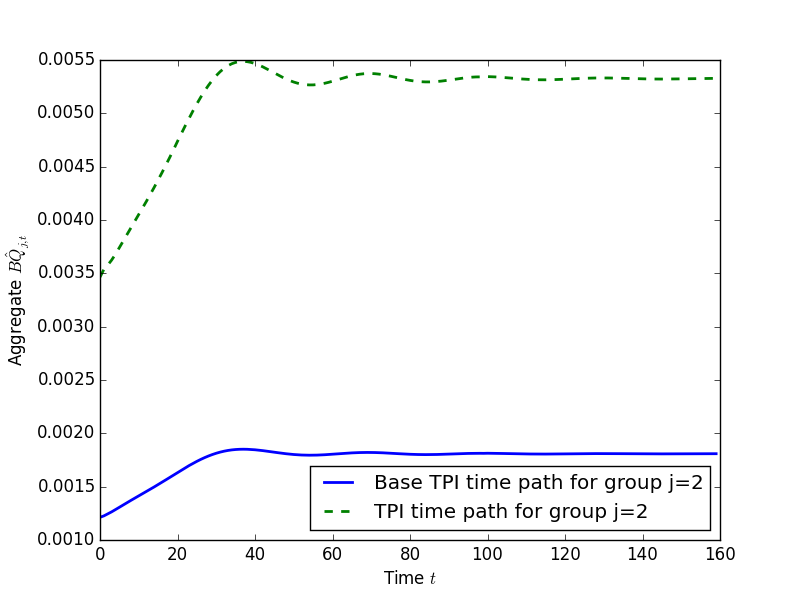 0.0055
0.0050
0.0045
0.0040
0.0035
0.0030
0.0025
0.0020
0.0015
0.0010
Aggregate $\hat{BQ}_{j,t}$
Base TPI time path for group j=2
TPI time path for group j=2
0 20 40 60 80 100 120 140 160
Time t